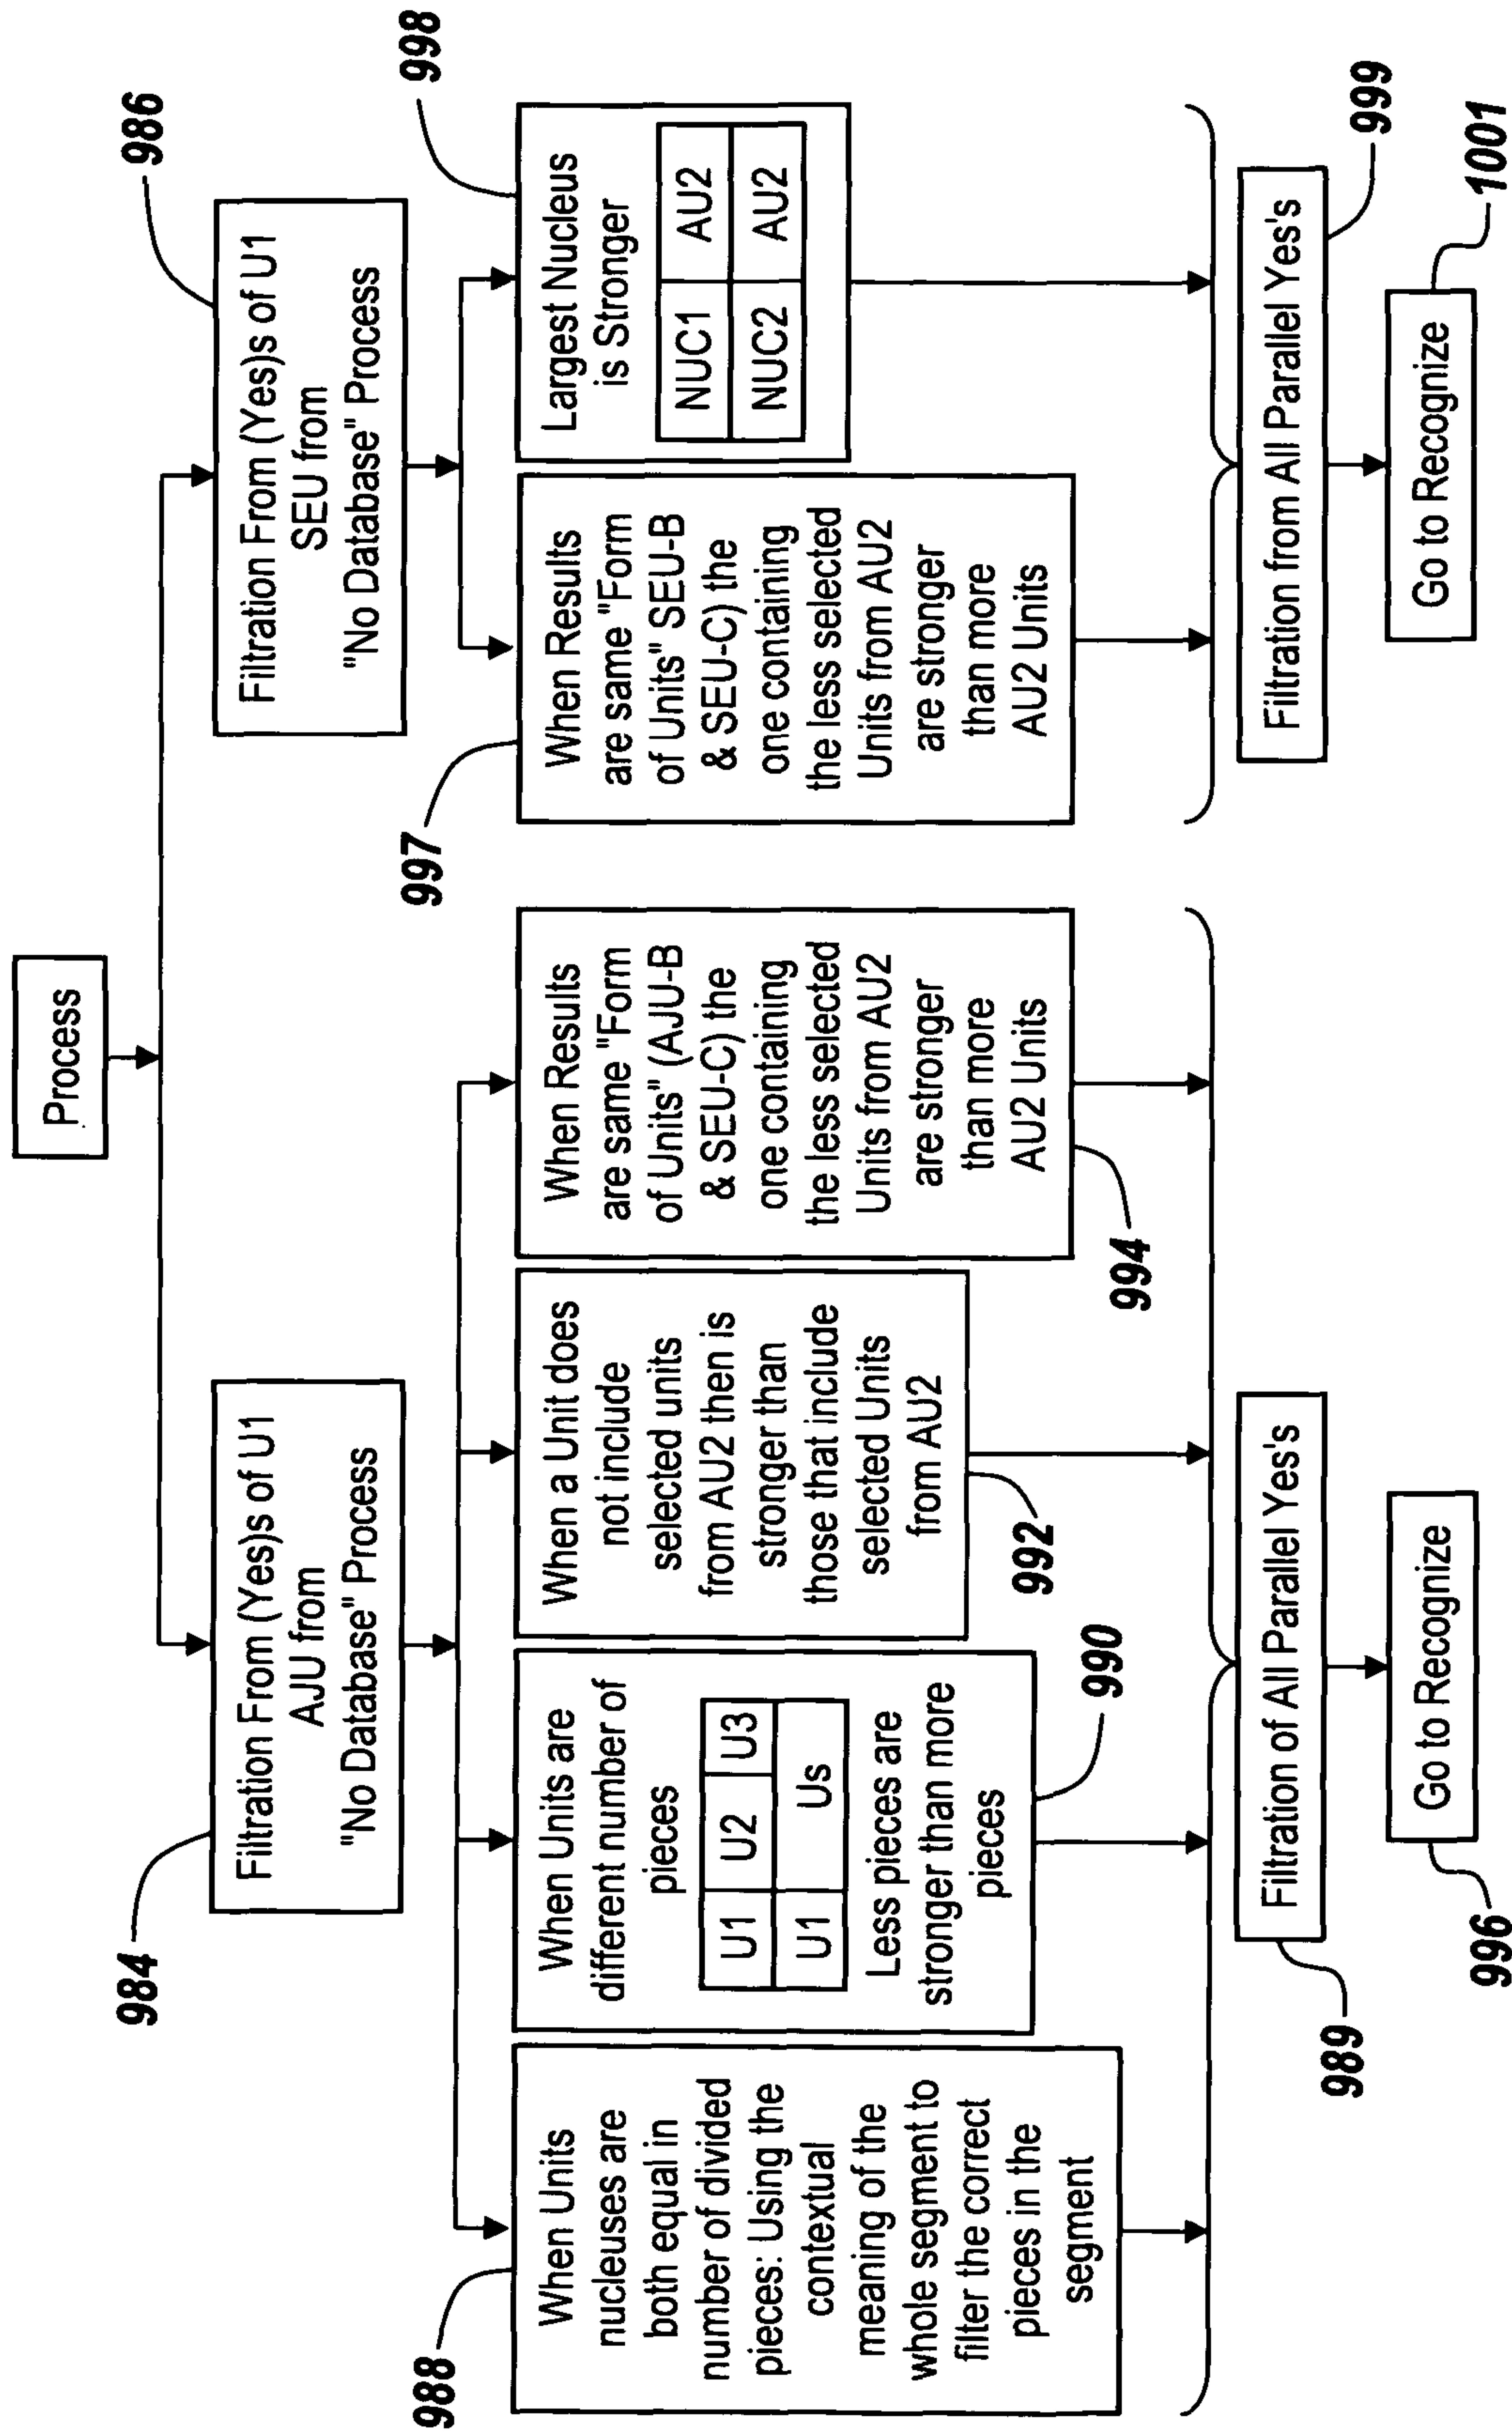 Process
984
Filtration From (Yes)s of U1
AJU from
"No Database" Process
986
Filtration From (Yes)s of U1
SEU from
"No Database" Process
988
When Units
nucleuses are
both equal in
number of divided
pieces: Using the
contextual
meaning of the
whole segment to
filter the correct
pieces in the
segment
When Units are
different number of
pieces
U1 U2 U3
U1 Us
Less pieces are
stronger than more
pieces
990
When a Unit does
not include
selected units
from AU2 then is
stronger than
those that include
selected Units
from AU2
992
When Results
are same "Form
of Units" (AJU-B
& SEU-C) the
one containing
the less selected
Units from AU2
are stronger
than more
AU2 Units
994
997
When Results
are same "Form
of Units" SEU-B
& SEU-C) the
one containing
the less selected
Units from AU2
are stronger
than more
AU2 Units
998
Largest Nucleus
is Stronger
NUC1 AU2
NUC2 AU2
989
Filtration of All Parallel Yes's
996
Go to Recognize
Filtration from All Parallel Yes's
999
Go to Recognize
1001